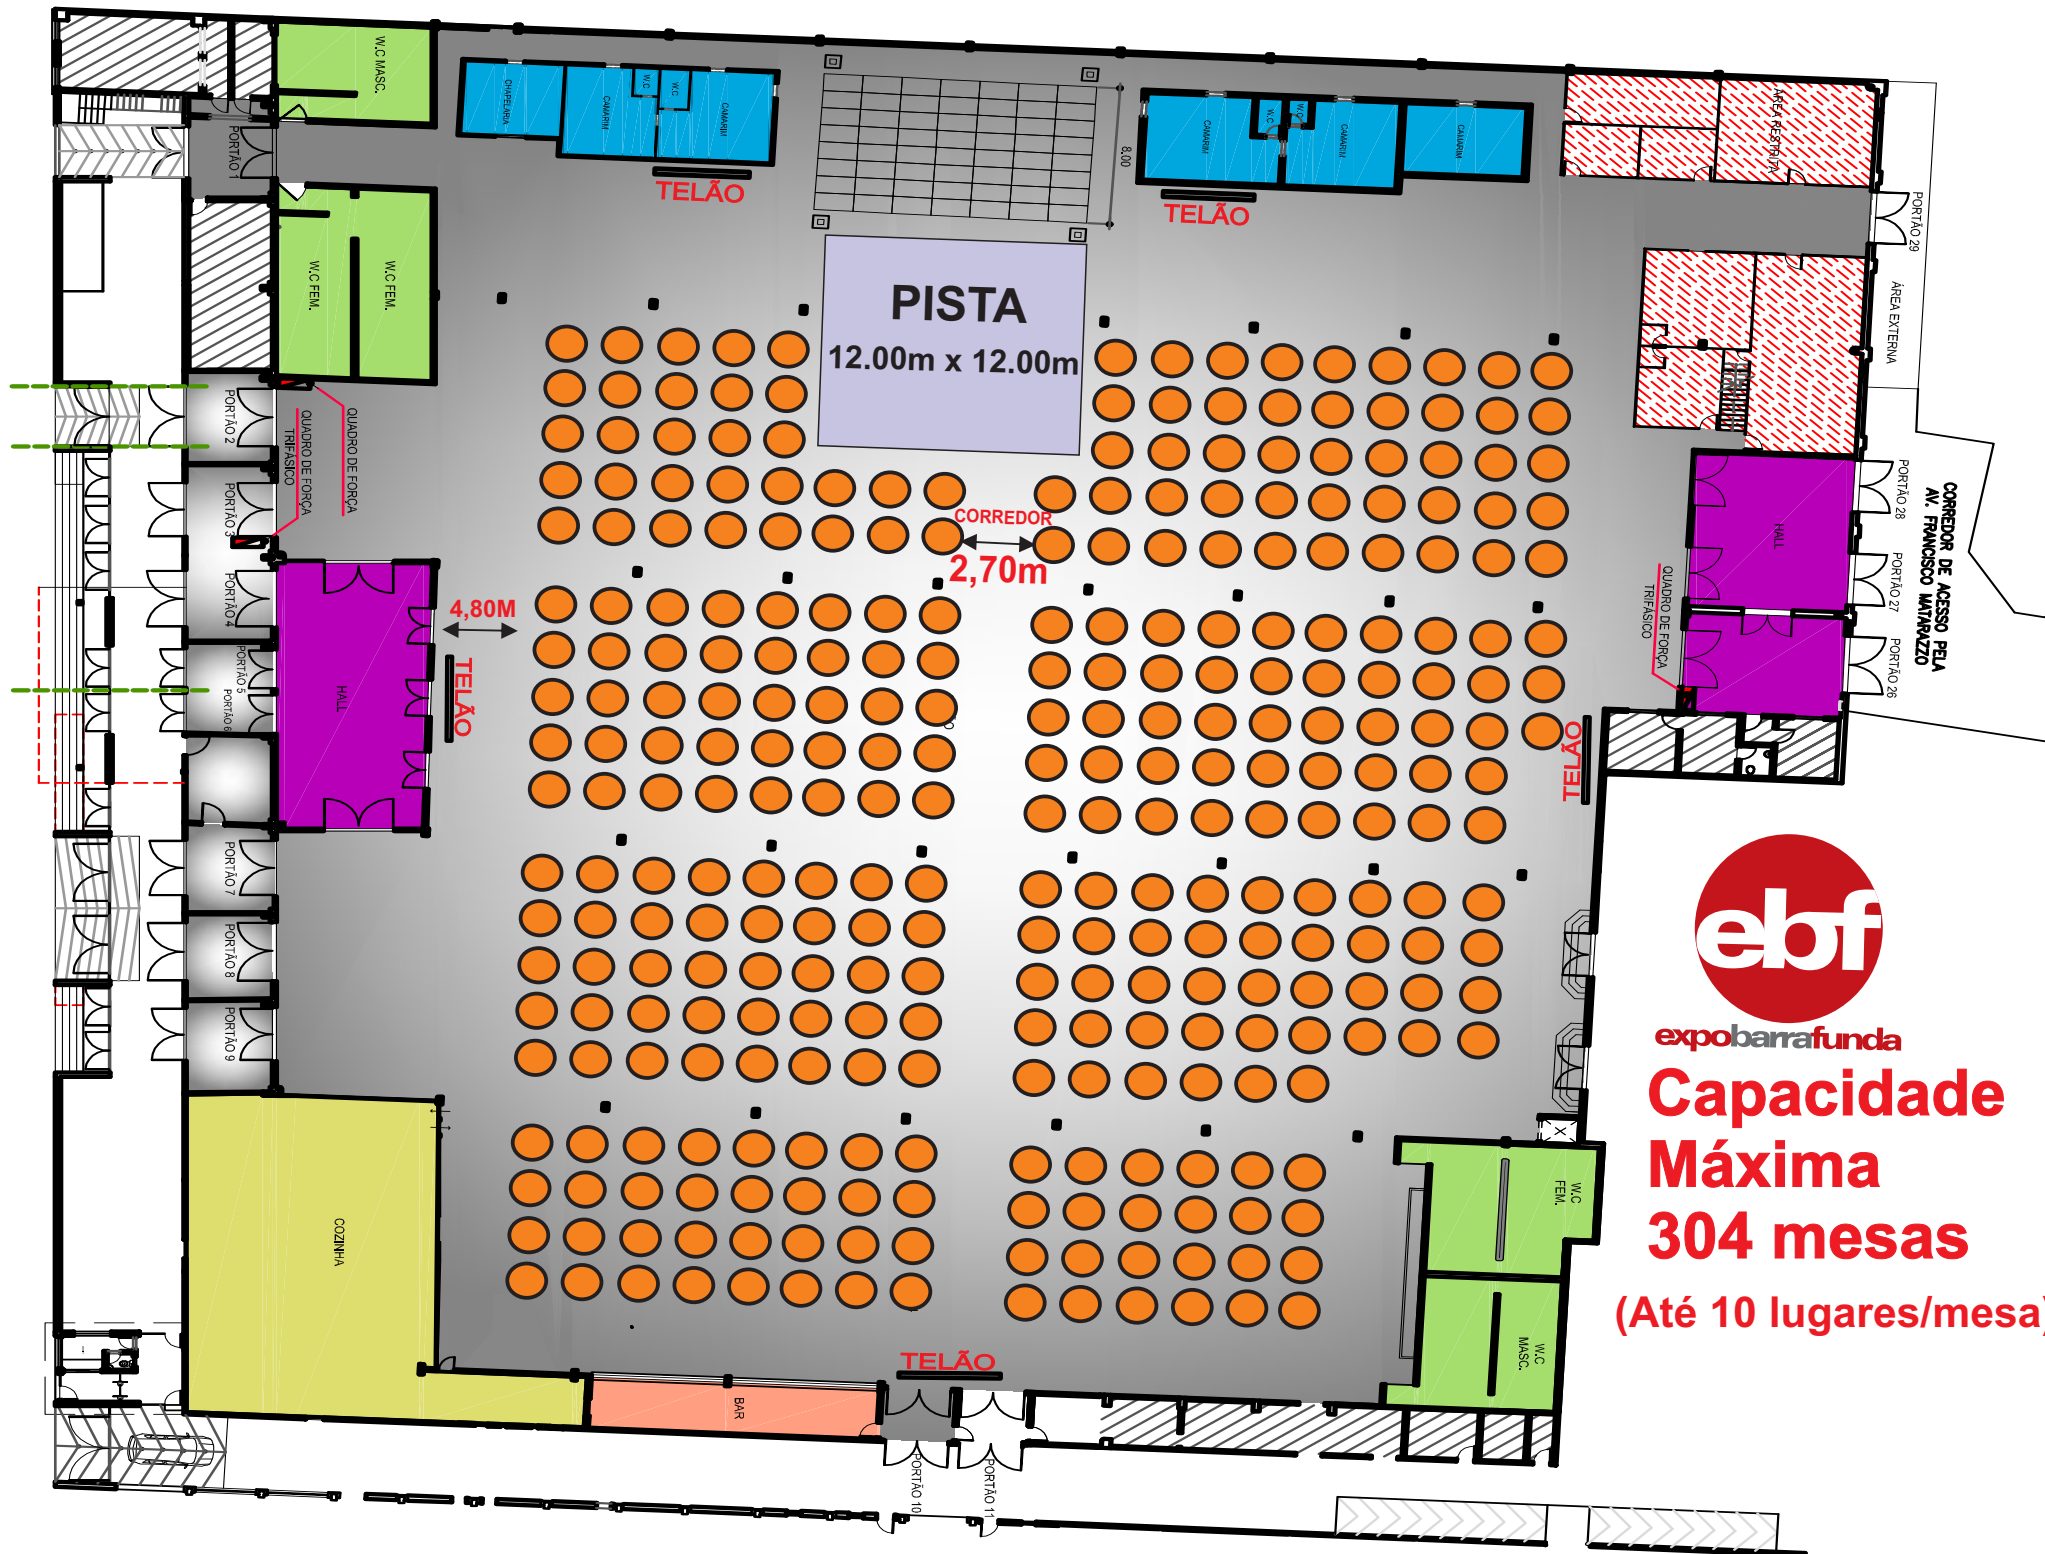 W.C MASC.
PORTÃO 1
W.C FEM.
W.C FEM.
CHAPELARIA
CAMARIM
W.C
W.C
CAMARIM
TELÃO
8.00
CAMARIM
W.C
W.C
CAMARIM
CAMARIM
TELÃO
ÁREA RESTRITA
PORTÃO 29
ÁREA EXTERNA
PISTA
12.00m x 12.00m
PORTÃO 2
QUADRO DE FORÇA
TRIFÁSICO
QUADRO DE FORÇA
PORTÃO 3
PORTÃO 4
PORTÃO 5
PORTÃO 6
HALL
4,80M
TELÃO
CORREDOR
2,70m
PORTÃO 28
HALL
PORTÃO 27
PORTÃO 26
CORREDOR DE ACESSO PELA
AV. FRANCISCO MATARAZZO
QUADRO DE FORÇA
TRIFÁSICO
TELÃO
PORTÃO 7
PORTÃO 8
PORTÃO 9
ebf
expobarrafunda
Capacidade
Máxima
304 mesas
(Até 10 lugares/mesa)
COZINHA
X
W.C
FEM.
W.C
MASC.
TELÃO
BAR
PORTÃO 10
PORTÃO 11